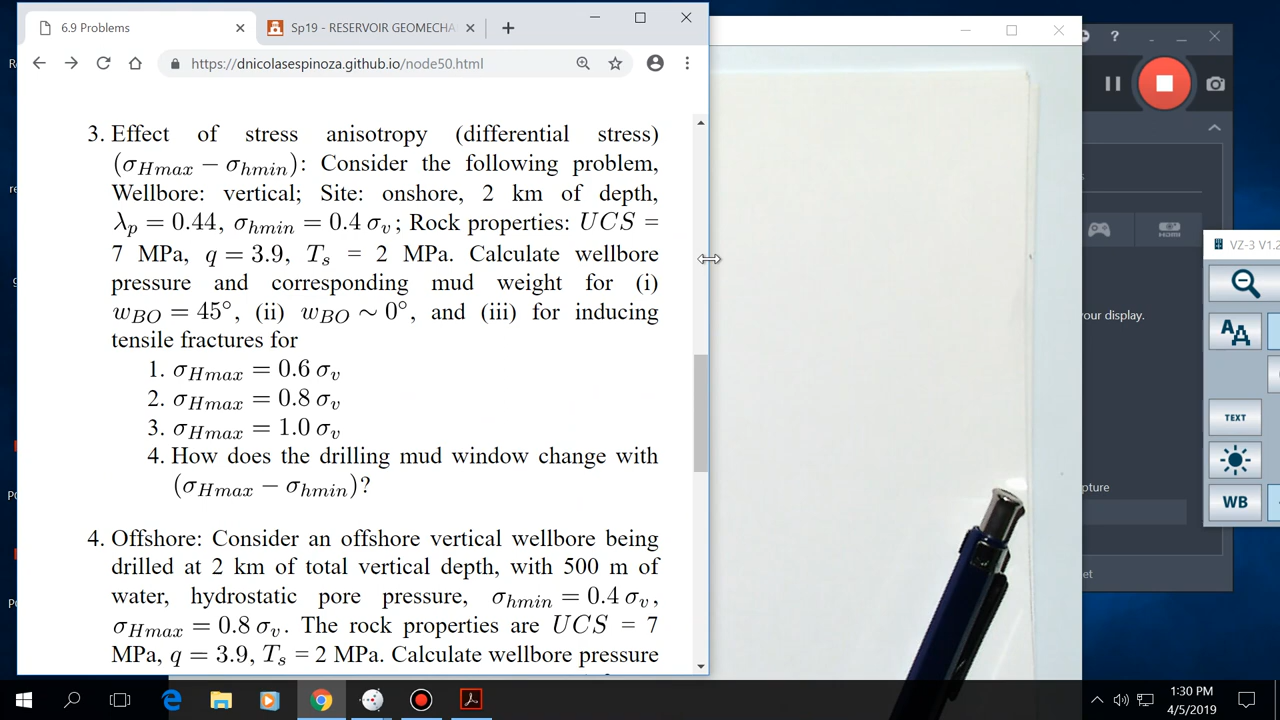 6.9 Problems
Sp19 - RESERVOIR GEOMECHA
https://dnicolasespinoza.github.io/node50.html
3. Effect of stress anisotropy (differential stress)
(σHmax − σhmin): Consider the following problem,
Wellbore: vertical; Site: onshore, 2 km of depth,
λp = 0.44, σhmin = 0.4 σv; Rock properties: UCS =
7 MPa, q = 3.9, Ts = 2 MPa. Calculate wellbore
pressure and corresponding mud weight for (i)
wBO = 45°, (ii) wBO ∼ 0°, and (iii) for inducing
tensile fractures for
1. σHmax = 0.6 σv
2. σHmax = 0.8 σv
3. σHmax = 1.0 σv
4. How does the drilling mud window change with
(σHmax − σhmin)?
4. Offshore: Consider an offshore vertical wellbore being
drilled at 2 km of total vertical depth, with 500 m of
water, hydrostatic pore pressure, σhmin = 0.4 σv,
σHmax = 0.8 σv. The rock properties are UCS = 7
MPa, q = 3.9, Ts = 2 MPa. Calculate wellbore pressure
VZ-3 V1.2
your display.
AA
TEXT
WB
1:30 PM
4/5/2019